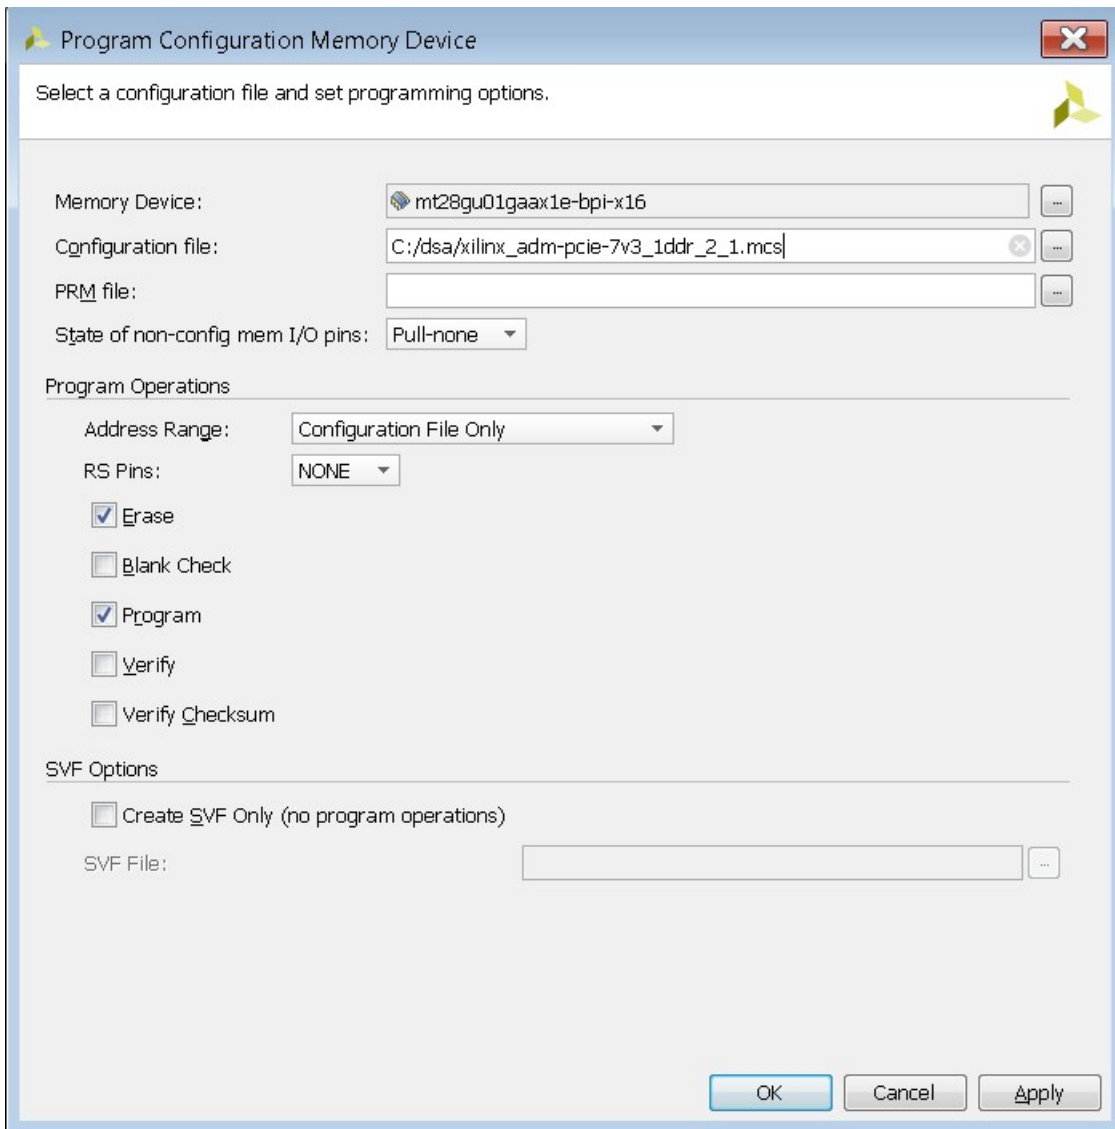 Program Configuration Memory Device
Select a configuration file and set programming options.
Memory Device: mt28gu01gaax1e-bpi-x16 ...
Configuration file: C:/dsa/xilinx_adm-pcie-7v3_1ddr_2_1.mcs ...
PRM file: ...
State of non-config mem I/O pins: Pull-none
Program Operations
Address Range: Configuration File Only
RS Pins: NONE
Erase
Blank Check
Program
Verify
Verify Checksum
SVF Options
Create SVF Only (no program operations)
SVF File: ...
OK Cancel Apply